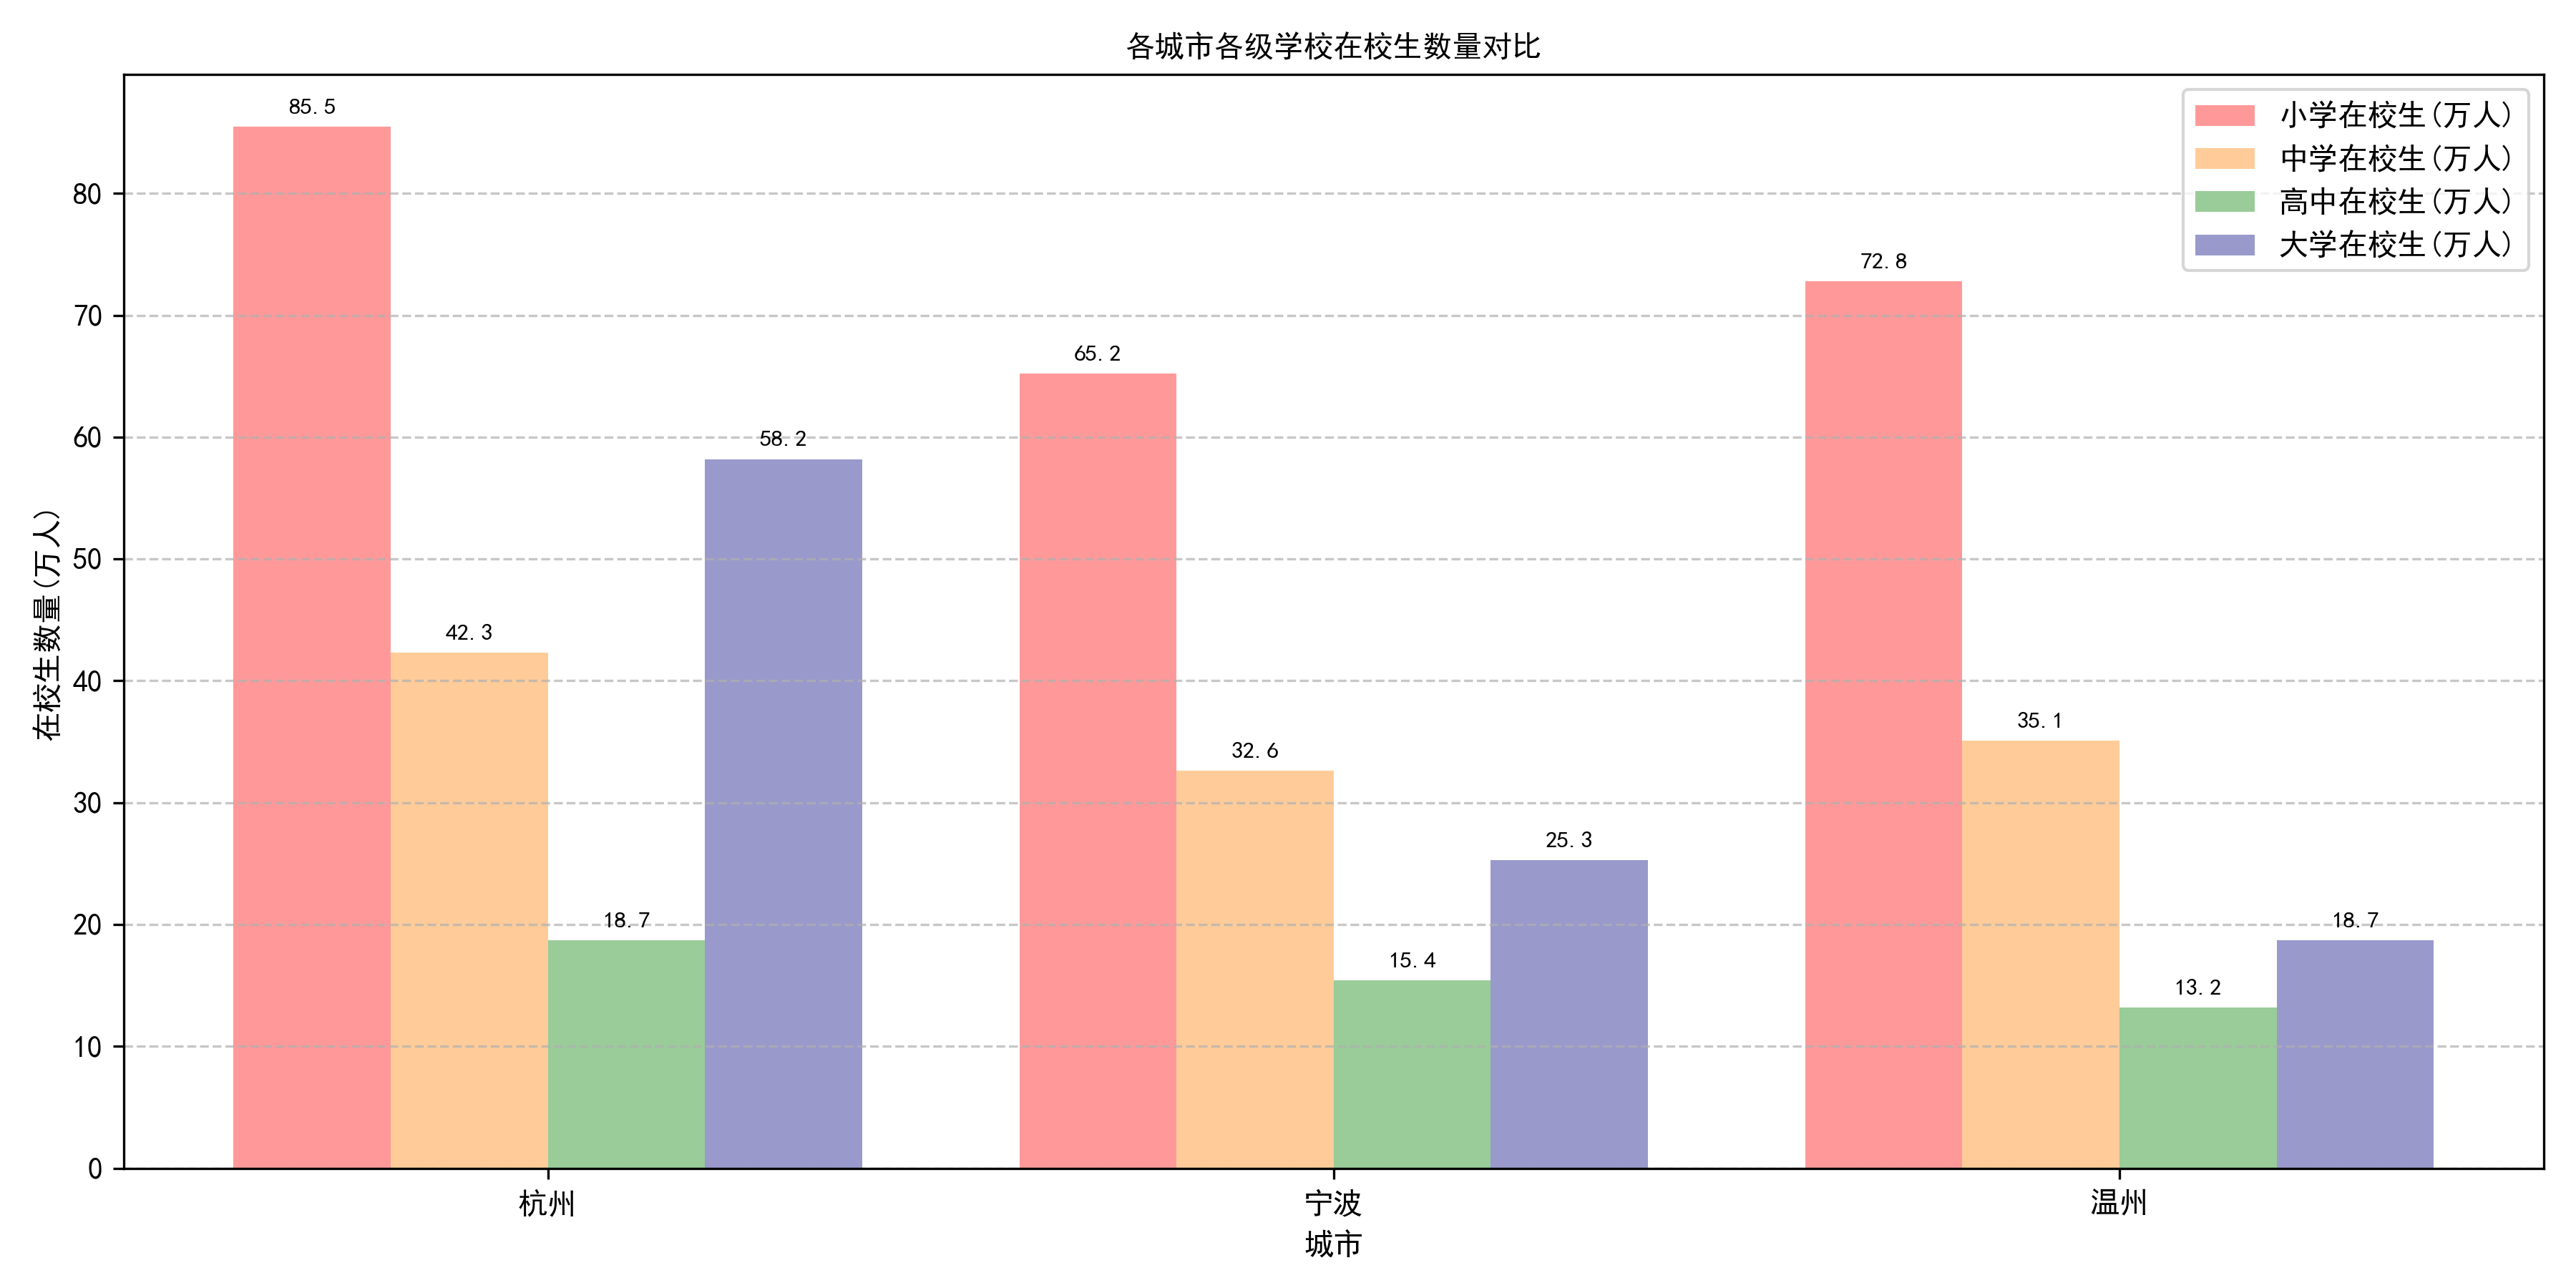 各城市各级学校在校生数量对比
小学在校生(万人)
中学在校生(万人)
高中在校生(万人)
大学在校生(万人)
在校生数量(万人)
80
70
60
50
40
30
20
10
0
85.5
42.3
18.7
58.2
65.2
32.6
15.4
25.3
72.8
35.1
13.2
18.7
杭州
宁波
温州
城市